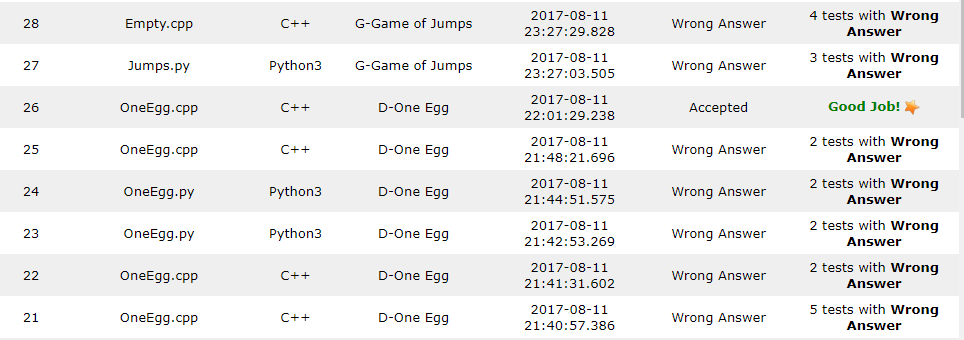 28 Empty.cpp C++ G-Game of Jumps 2017-08-11 23:27:29.828 Wrong Answer 4 tests with Wrong Answer
27 Jumps.py Python3 G-Game of Jumps 2017-08-11 23:27:03.505 Wrong Answer 3 tests with Wrong Answer
26 OneEgg.cpp C++ D-One Egg 2017-08-11 22:01:29.238 Accepted Good Job!
25 OneEgg.cpp C++ D-One Egg 2017-08-11 21:48:21.696 Wrong Answer 2 tests with Wrong Answer
24 OneEgg.py Python3 D-One Egg 2017-08-11 21:44:51.575 Wrong Answer 2 tests with Wrong Answer
23 OneEgg.py Python3 D-One Egg 2017-08-11 21:42:53.269 Wrong Answer 2 tests with Wrong Answer
22 OneEgg.cpp C++ D-One Egg 2017-08-11 21:41:31.602 Wrong Answer 2 tests with Wrong Answer
21 OneEgg.cpp C++ D-One Egg 2017-08-11 21:40:57.386 Wrong Answer 5 tests with Wrong Answer